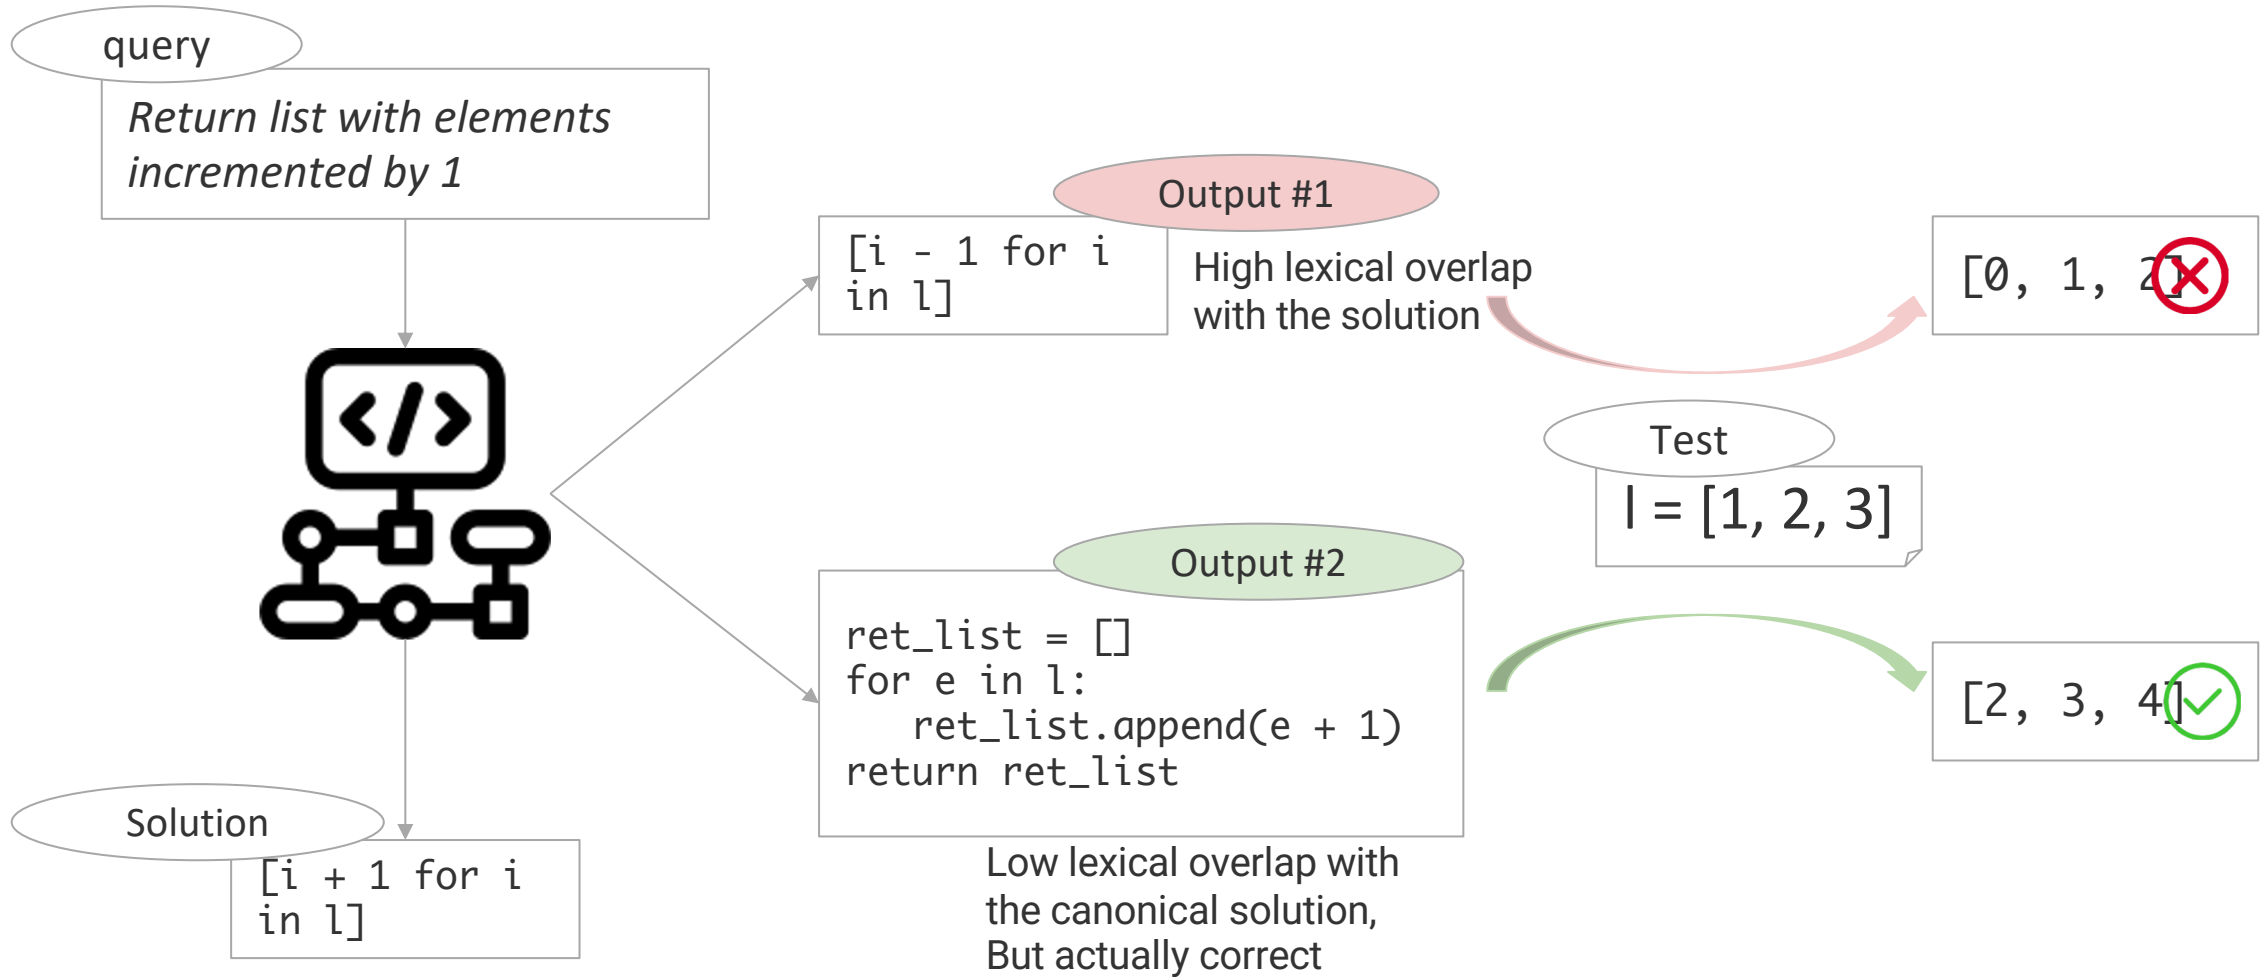 query
Return list with elements
incremented by 1
Output #1
[i - 1 for i
in l]
High lexical overlap
with the solution
[0, 1, 2]
Test
l = [1, 2, 3]
Output #2
ret_list = []
for e in l:
   ret_list.append(e + 1)
return ret_list
[2, 3, 4]
Low lexical overlap with
the canonical solution,
But actually correct
Solution
[i + 1 for i
in l]